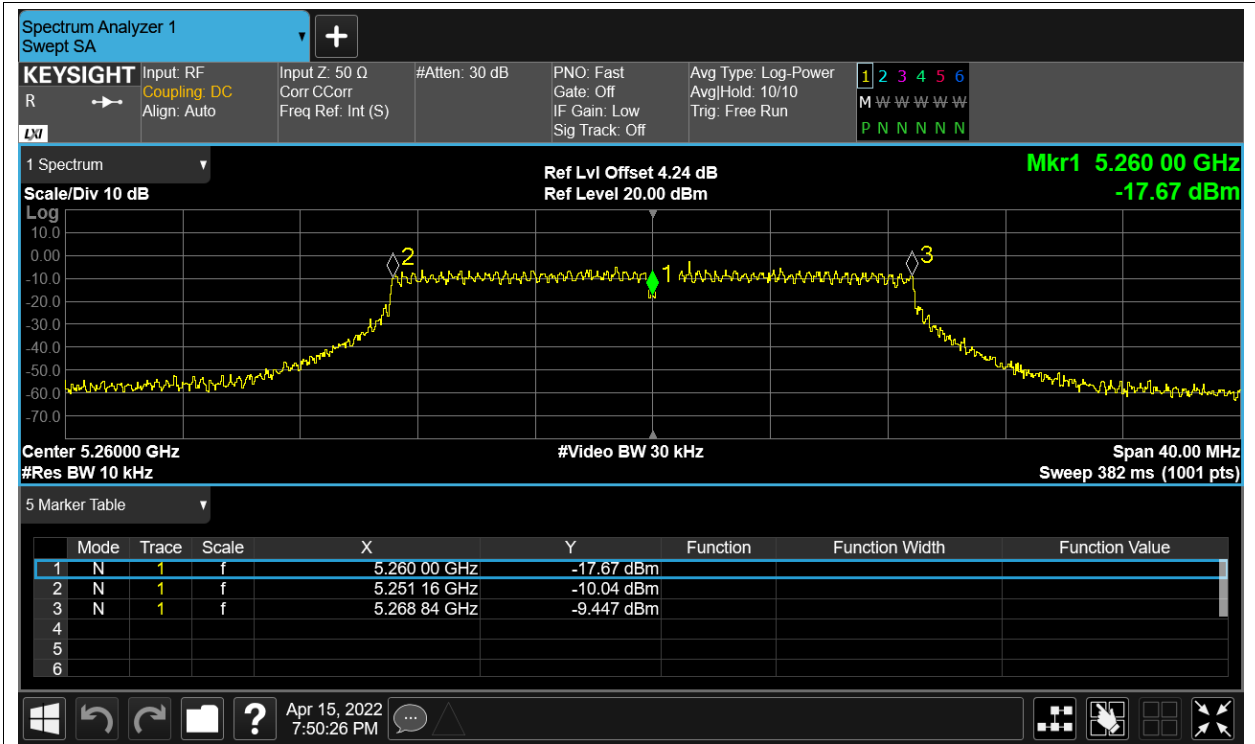 Spectrum Analyzer 1
Swept SA
KEYSIGHT Input: RF Input Z: 50 Ω #Atten: 30 dB PNO: Fast Avg Type: Log-Power 1 2 3 4 5 6
R Coupling: DC Corr CCorr Gate: Off Avg|Hold: 10/10 M W W W W W
Align: Auto Freq Ref: Int (S) IF Gain: Low Trig: Free Run
LXI Sig Track: Off P N N N N N
1 Spectrum Ref Lvl Offset 4.24 dB Mkr1 5.260 00 GHz
Scale/Div 10 dB Ref Level 20.00 dBm -17.67 dBm
Log
10.0
0.00 2 3
-10.0 1
-20.0
-30.0
-40.0
-50.0
-60.0
-70.0
Center 5.26000 GHz #Video BW 30 kHz Span 40.00 MHz
#Res BW 10 kHz Sweep 382 ms (1001 pts)
5 Marker Table
Mode Trace Scale X Y Function Function Width Function Value
1 N 1 f 5.260 00 GHz -17.67 dBm
2 N 1 f 5.251 16 GHz -10.04 dBm
3 N 1 f 5.268 84 GHz -9.447 dBm
4
5
6
? Apr 15, 2022
7:50:26 PM